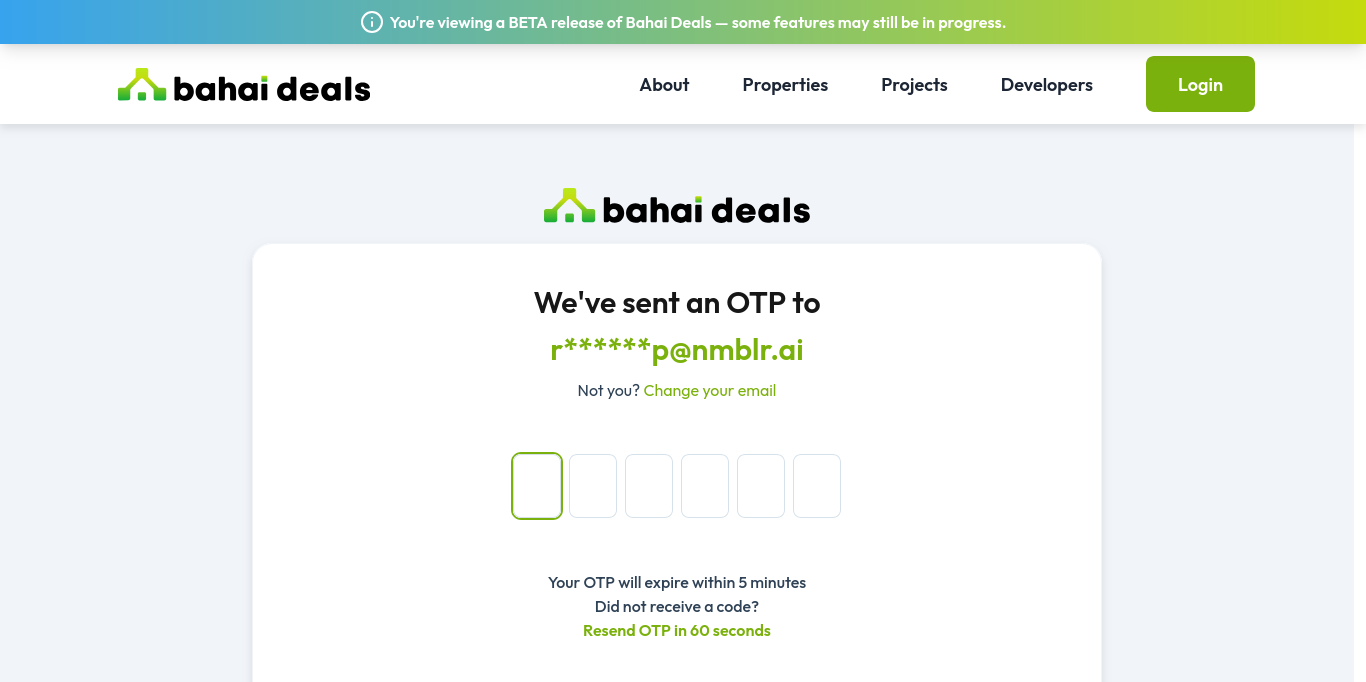 You're viewing a BETA release of Bahai Deals — some features may still be in progress.
bahai deals
About
Properties
Projects
Developers
Login
bahai deals
We've sent an OTP to
r******p@nmblr.ai
Not you? Change your email
Your OTP will expire within 5 minutes
Did not receive a code?
Resend OTP in 60 seconds